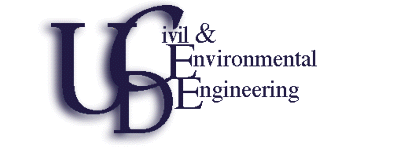 UCD
Civil &
Environmental
Engineering